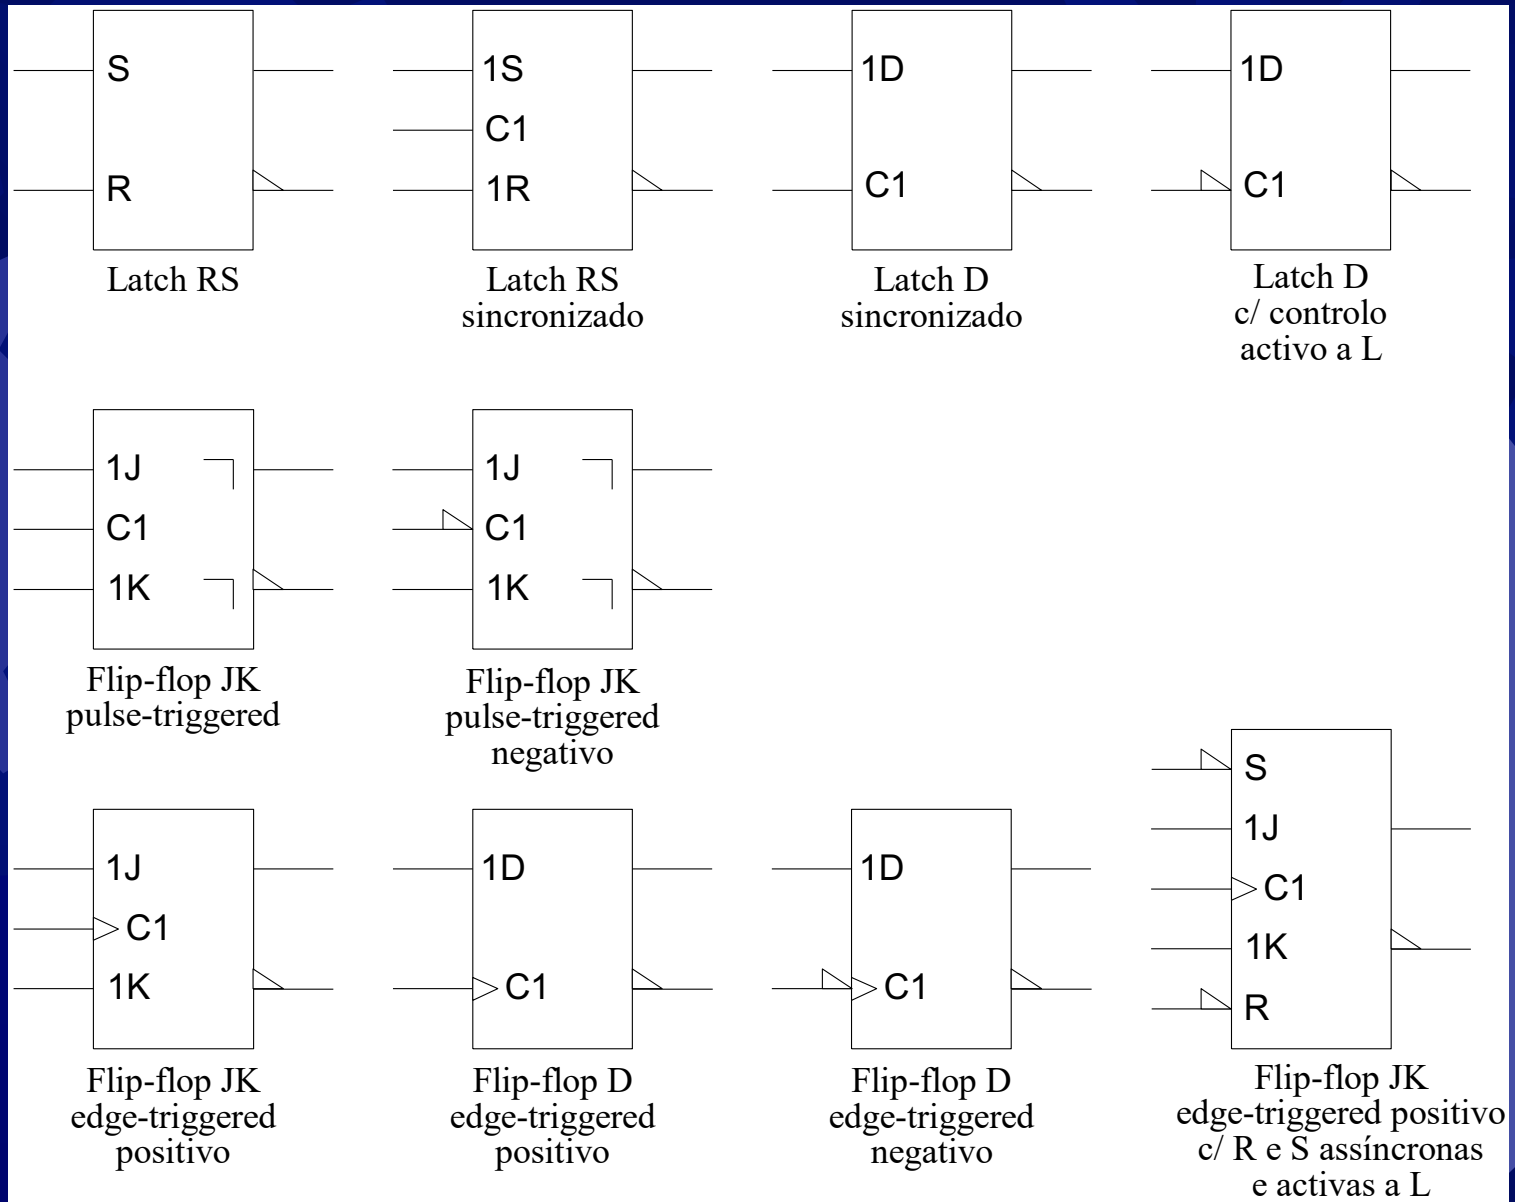 S
R
Latch RS
1S
C1
1R
Latch RS
sincronizado
1D
C1
Latch D
sincronizado
1D
C1
Latch D
c/ controlo
activo a L
1J
C1
1K
Flip-flop JK
pulse-triggered
1J
C1
1K
Flip-flop JK
pulse-triggered
negativo
1J
C1
1K
Flip-flop JK
edge-triggered
positivo
1D
C1
Flip-flop D
edge-triggered
positivo
1D
C1
Flip-flop D
edge-triggered
negativo
S
1J
C1
1K
R
Flip-flop JK
edge-triggered positivo
c/ R e S assíncronas
e activas a L